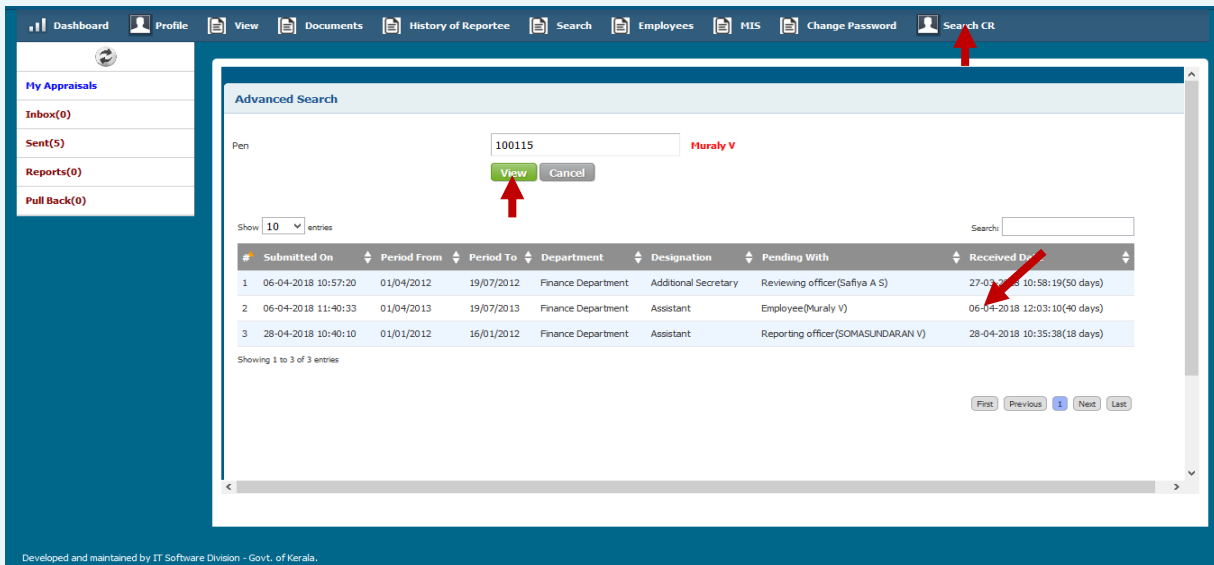 Dashboard Profile View Documents History of Reportee Search Employees MIS Change Password Search CR
My Appraisals
Inbox(0)
Sent(5)
Reports(0)
Pull Back(0)
Advanced Search
Pen 100115 Muraly V
View Cancel
Show 10 entries Search:
# Submitted On Period From Period To Department Designation Pending With Received Date
1 06-04-2018 10:57:20 01/04/2012 19/07/2012 Finance Department Additional Secretary Reviewing officer(Safiya A S) 27-03-2018 10:58:19(50 days)
2 06-04-2018 11:40:33 01/04/2013 19/07/2013 Finance Department Assistant Employee(Muraly V) 06-04-2018 12:03:10(40 days)
3 28-04-2018 10:40:10 01/01/2012 16/01/2012 Finance Department Assistant Reporting officer(SOMASUNDARAN V) 28-04-2018 10:35:38(18 days)
Showing 1 to 3 of 3 entries
First Previous 1 Next Last
Developed and maintained by IT Software Division - Govt. of Kerala.